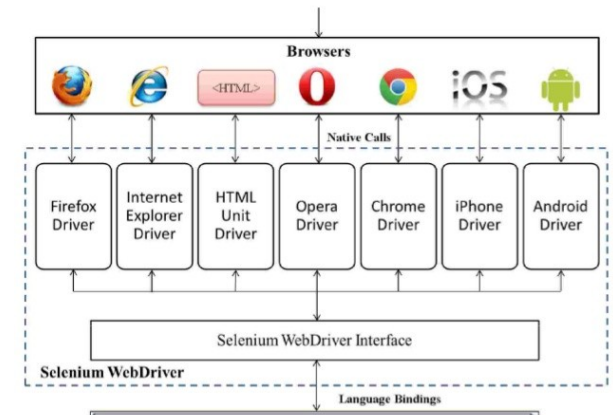 Browsers
<HTML>
iOS
Native Calls
Firefox
Driver
Internet
Explorer
Driver
HTML
Unit
Driver
Opera
Driver
Chrome
Driver
iPhone
Driver
Android
Driver
Selenium WebDriver Interface
Selenium WebDriver
Language Bindings